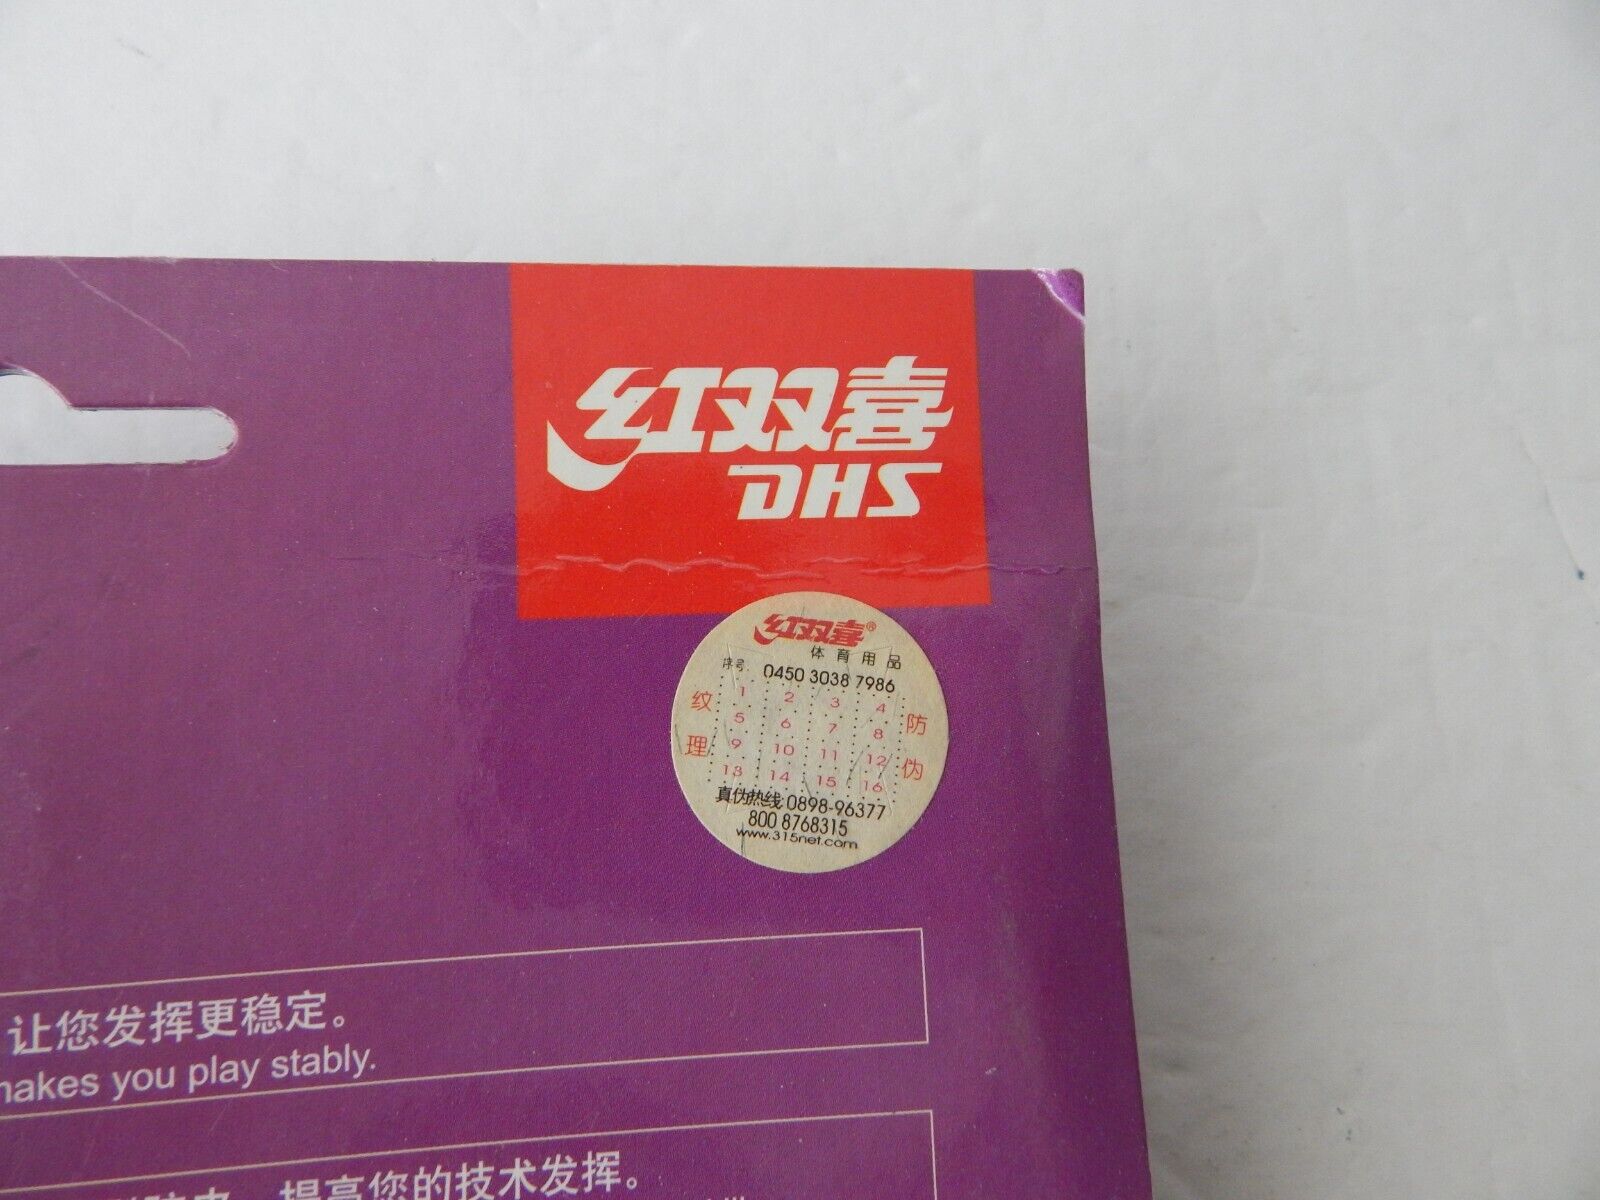 红双喜
DHS
红双喜®
体育用品
序号: 0450 3038 7986
纹理
防伪
1 2 3 4
5 6 7 8
9 10 11 12
13 14 15 16
真伪热线:0898-96377
800 8768315
www.315net.com
让您发挥更稳定。
makes you play stably.
提高您的技术发挥。